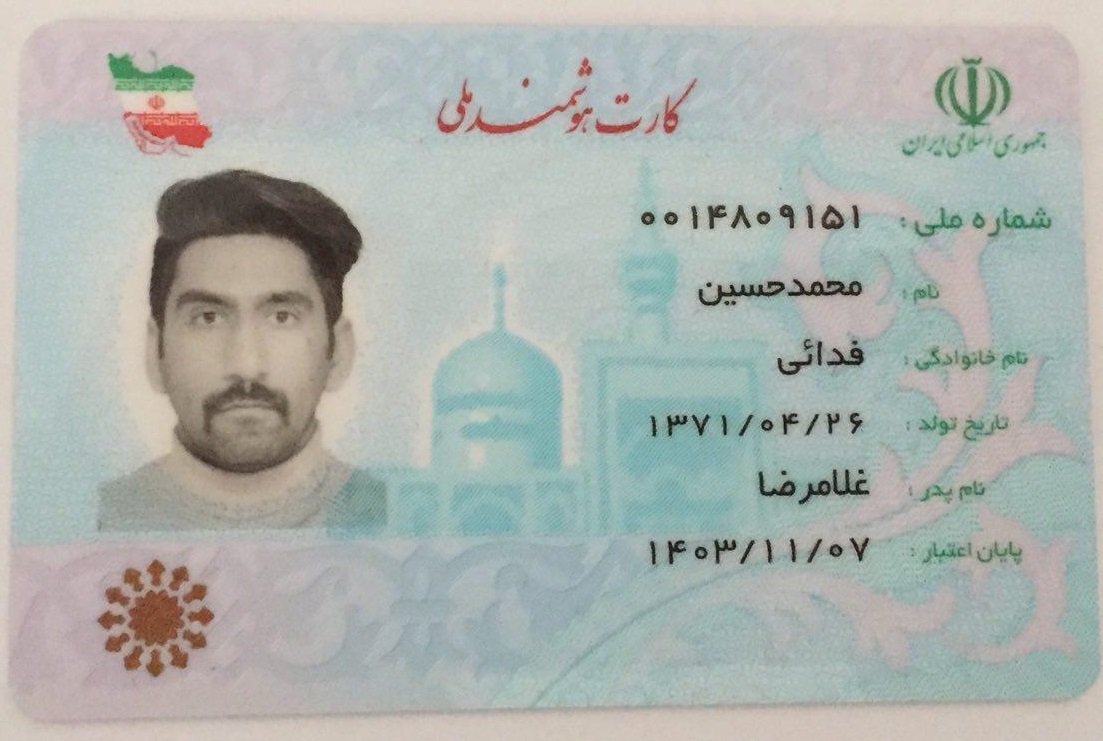 کارت هوشمند ملی
جمهوری اسلامی ایران
شماره ملی: ۰۰۱۴۸۰۹۱۵۱
نام: محمدحسین
نام خانوادگی: فدائی
تاریخ تولد: ۱۳۷۱/۰۴/۲۶
نام پدر: غلامرضا
پایان اعتبار: ۱۴۰۳/۱۱/۰۷